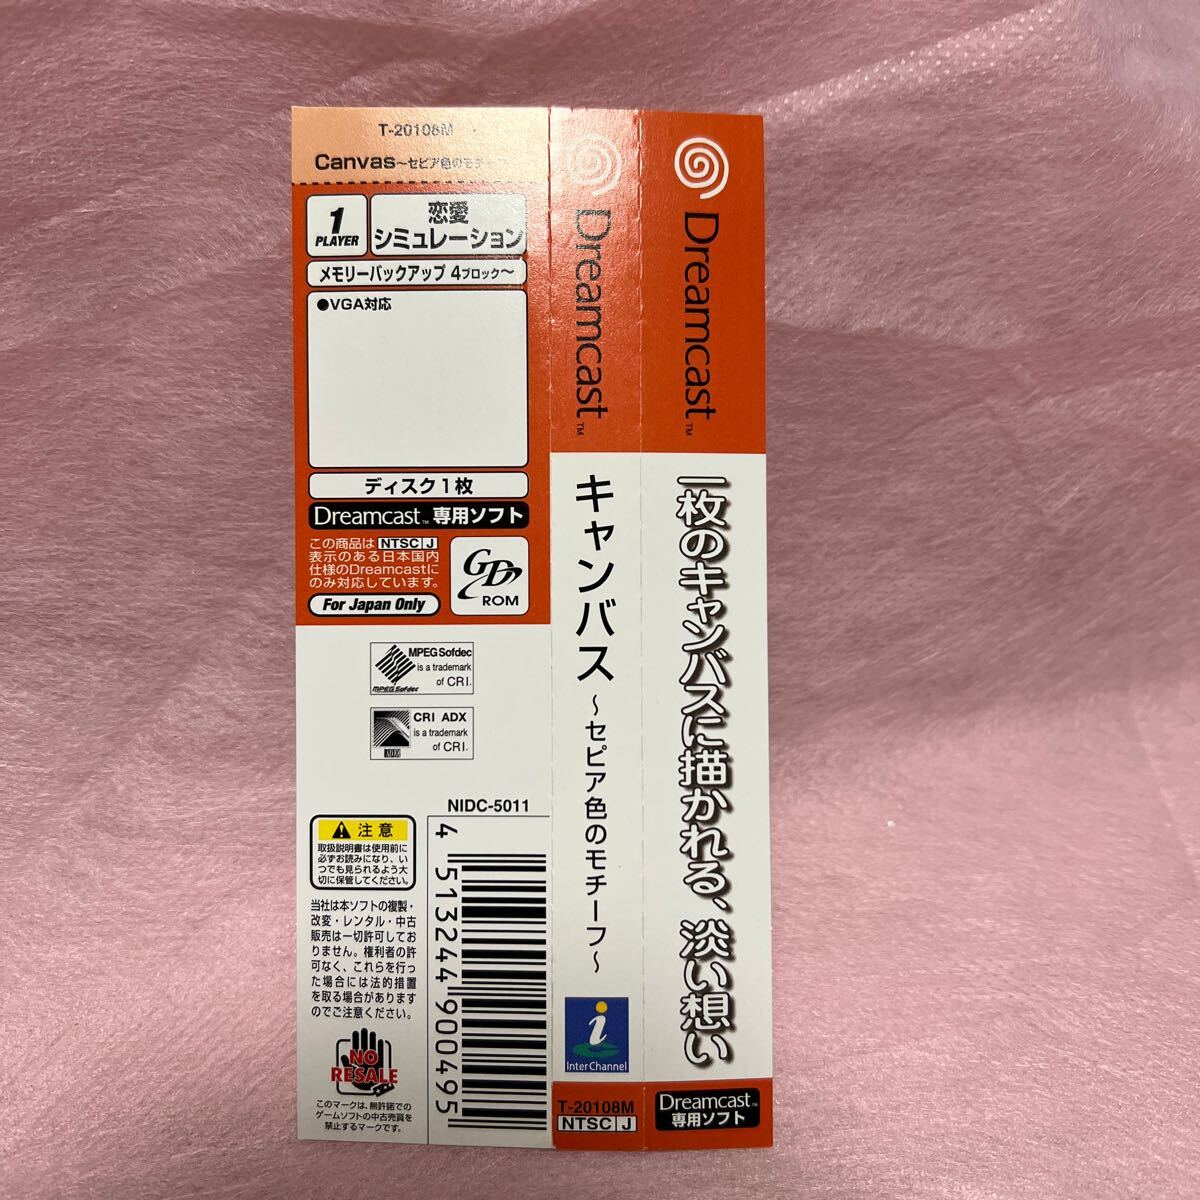 T-20108M
Canvas～セピア色のモチーフ～
1
PLAYER
恋愛
シミュレーション
メモリーバックアップ 4ブロック～
●VGA対応
ディスク1枚
Dreamcast™ 専用ソフト
この商品は NTSC J
表示のある日本国内
仕様のDreamcastに
のみ対応しています。
For Japan Only
GD
ROM
MPEG Sofdec
is a trademark
of CRI.
MPEG Sofdec
CRI ADX
is a trademark
of CRI.
ADX
NIDC-5011
注意
取扱説明書は使用前に
必ずお読みになり、い
つでも見られるよう大
切に保管してください。
当社は本ソフトの複製・
改変・レンタル・中古
販売は一切許可してお
りません。権利者の許
可なく、これらを行っ
た場合には法的措置
を取る場合があります
のでご注意ください。
NO
RESALE
このマークは、無許諾での
ゲームソフトの中古売買を
禁止するマークです。
4 513244 900495
Dreamcast™
キャンバス ～セピア色のモチーフ～
InterChannel
T-20108M
NTSC J
Dreamcast™
一枚のキャンバスに描かれる、淡い想い
Dreamcast™
専用ソフト